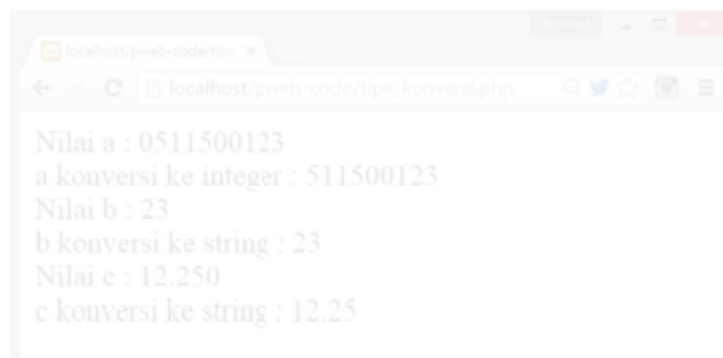 Achmad
localhost/pweb-code/tip
localhost/pweb-code/tipe_konversi.php
Nilai a : 0511500123
a konversi ke integer : 511500123
Nilai b : 23
b konversi ke string : 23
Nilai c : 12.250
c konversi ke string : 12.25